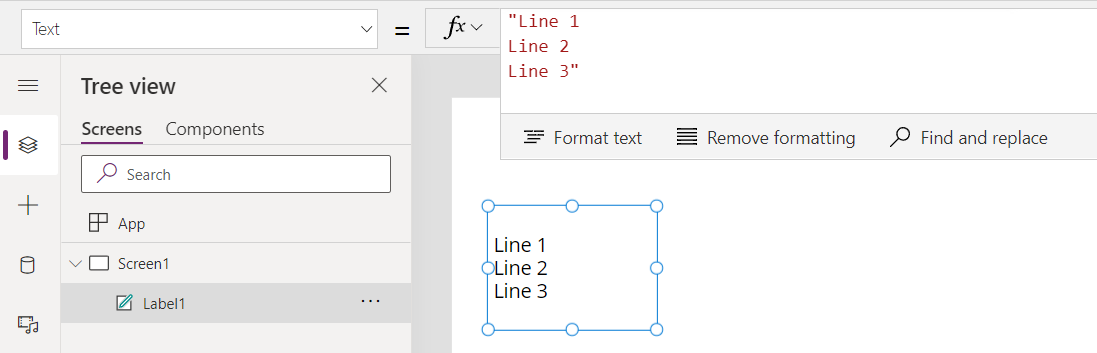 Text
=
fx
"Line 1
Line 2
Line 3"
Format text
Remove formatting
Find and replace
Tree view
Screens
Components
Search
App
Screen1
Label1
...
Line 1
Line 2
Line 3